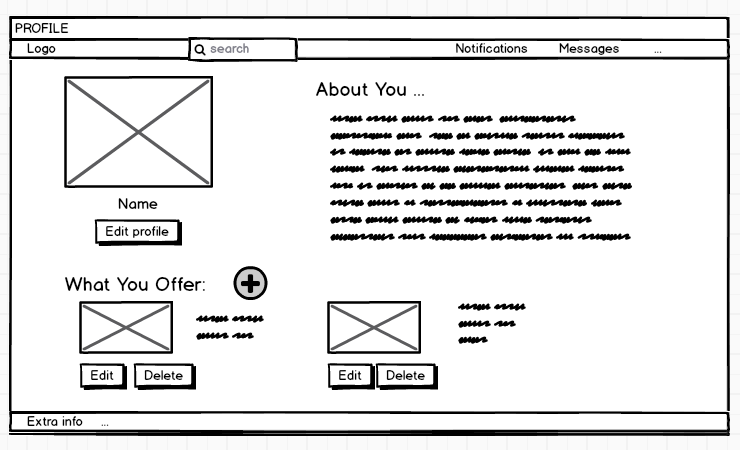 PROFILE
Logo search Notifications Messages ...
About You ...
Name
Edit profile
What You Offer:
Edit Delete Edit Delete
Extra info ...